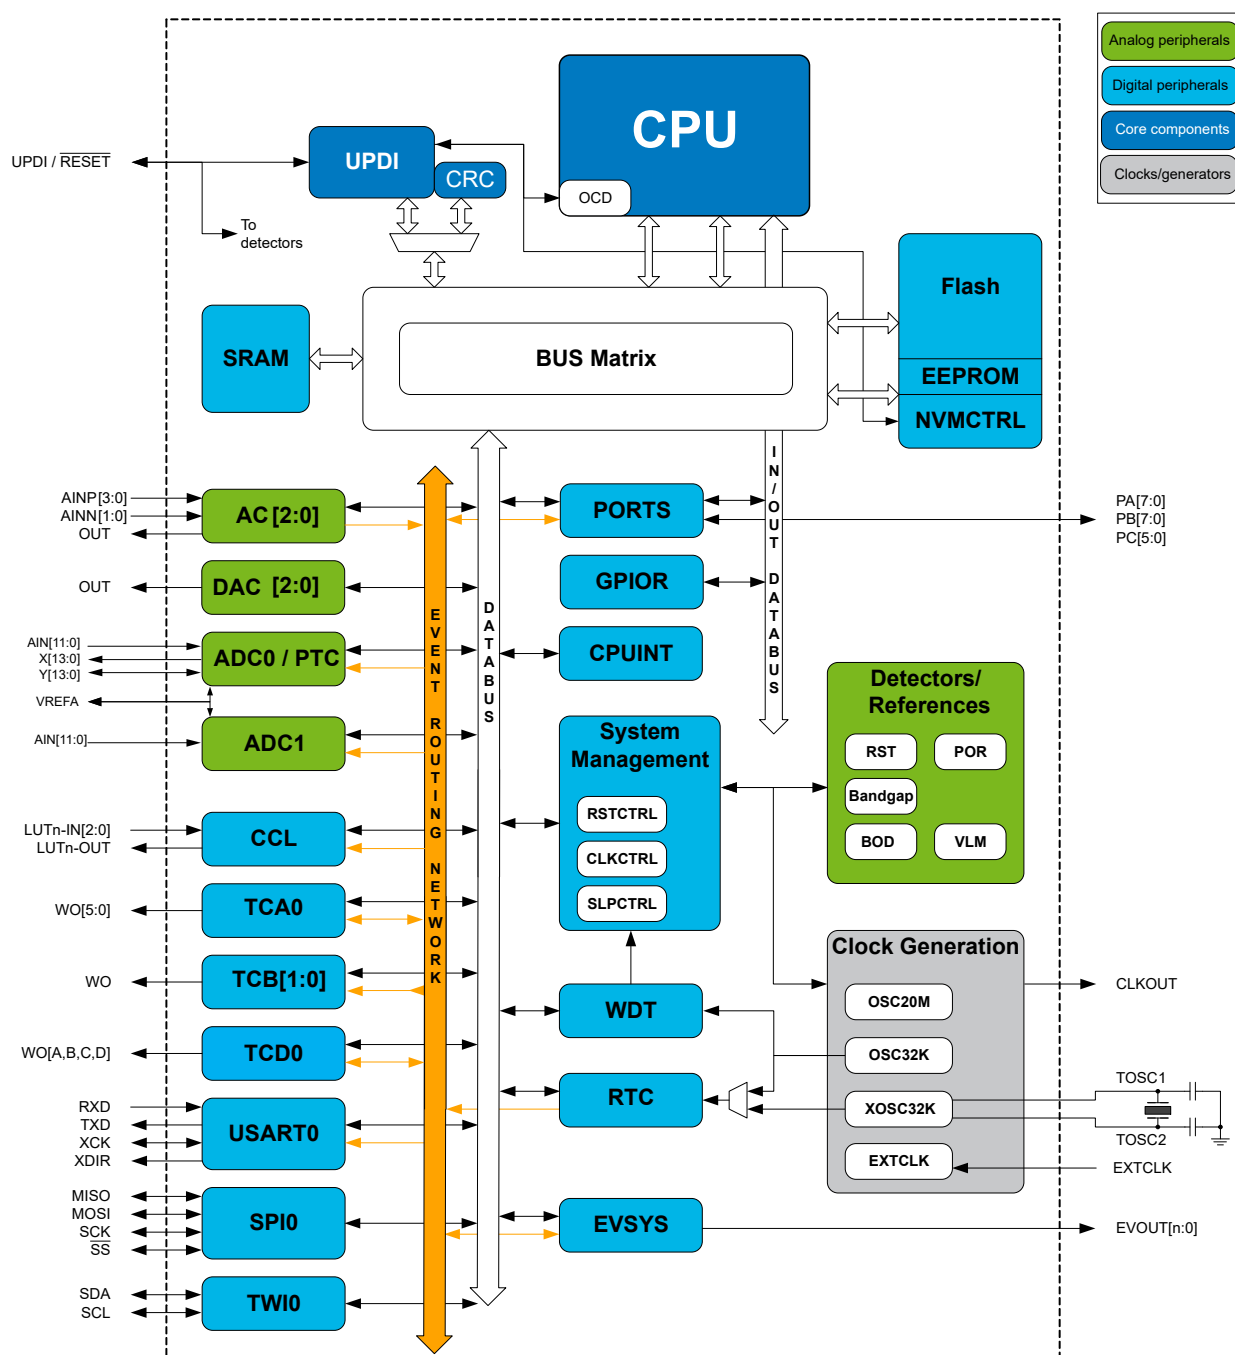 Analog peripherals
Digital peripherals
Core components
Clocks/generators
CPU
OCD
UPDI
CRC
UPDI / RESET
To
detectors
Flash
EEPROM
NVMCTRL
SRAM
BUS Matrix
AINP[3:0]
AINN[1:0]
OUT
AC [2:0]
OUT
DAC [2:0]
AIN[11:0]
X[13:0]
Y[13:0]
ADC0 / PTC
VREFA
AIN[11:0]
ADC1
LUTn-IN[2:0]
LUTn-OUT
CCL
WO[5:0]
TCA0
WO
TCB[1:0]
WO[A,B,C,D]
TCD0
RXD
TXD
XCK
XDIR
USART0
MISO
MOSI
SCK
SS
SPI0
SDA
SCL
TWI0
EVENT ROUTING NETWORK
DATABUS
IN/OUT DATABUS
PORTS
PA[7:0]
PB[7:0]
PC[5:0]
GPIOR
CPUINT
System
Management
RSTCTRL
CLKCTRL
SLPCTRL
Detectors/
References
RST
POR
Bandgap
BOD
VLM
WDT
RTC
EVSYS
Clock Generation
OSC20M
OSC32K
XOSC32K
EXTCLK
CLKOUT
TOSC1
TOSC2
EXTCLK
EVOUT[n:0]